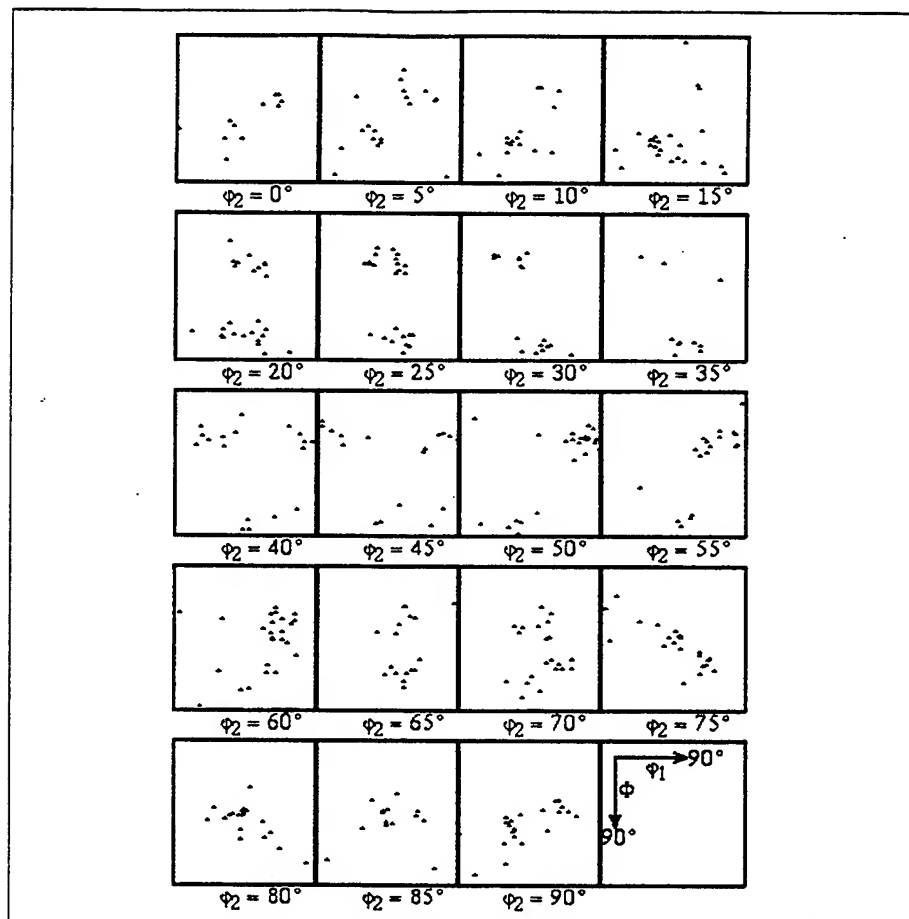 φ2 = 0° φ2 = 5° φ2 = 10° φ2 = 15°
φ2 = 20° φ2 = 25° φ2 = 30° φ2 = 35°
φ2 = 40° φ2 = 45° φ2 = 50° φ2 = 55°
φ2 = 60° φ2 = 65° φ2 = 70° φ2 = 75°
φ1 90°
Φ
90°
φ2 = 80° φ2 = 85° φ2 = 90°